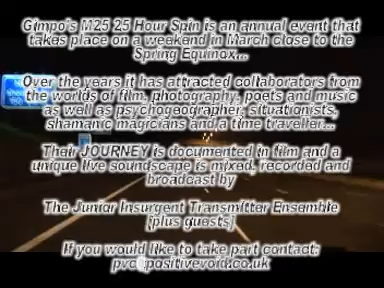 Gimpo's M25 25 Hour Spin is an annual event that
takes place on a weekend in March close to the
Spring Equinox...
Over the years it has attracted collaborators from
the worlds of film, photography, poets and music
as well as psychogeographer, situationists,
shamanic magicians and a time traveller...
Their JOURNEY is documented in film and a
unique live soundscape is mixed, recorded and
broadcast by
The Junior Insurgent Transmitter Ensemble
[plus guests]
If you would like to take part contact:
pvc@positivevoid.co.uk